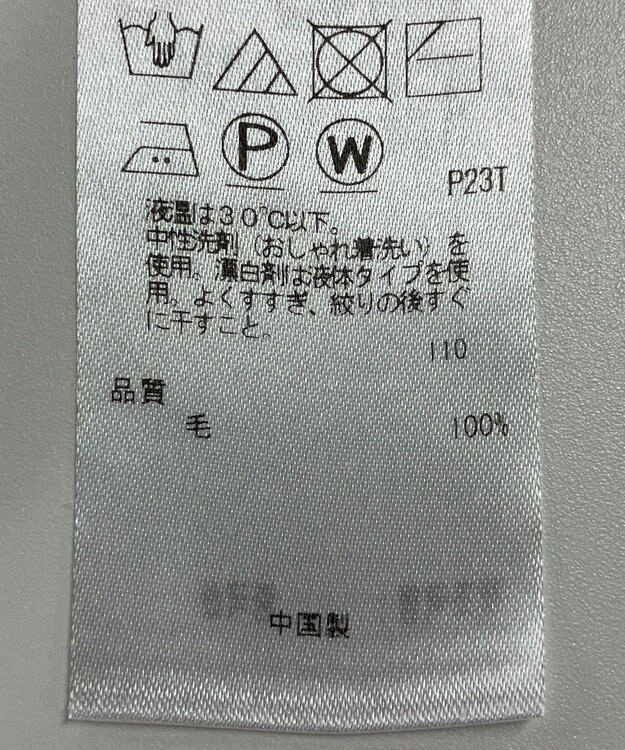 P
W
P23T
液温は30℃以下。
中性洗剤（おしゃれ着洗い）を
使用。漂白剤は液体タイプを使
用。よくすすぎ、絞りの後すぐ
に干すこと。
110
品質
毛 100%
中国製